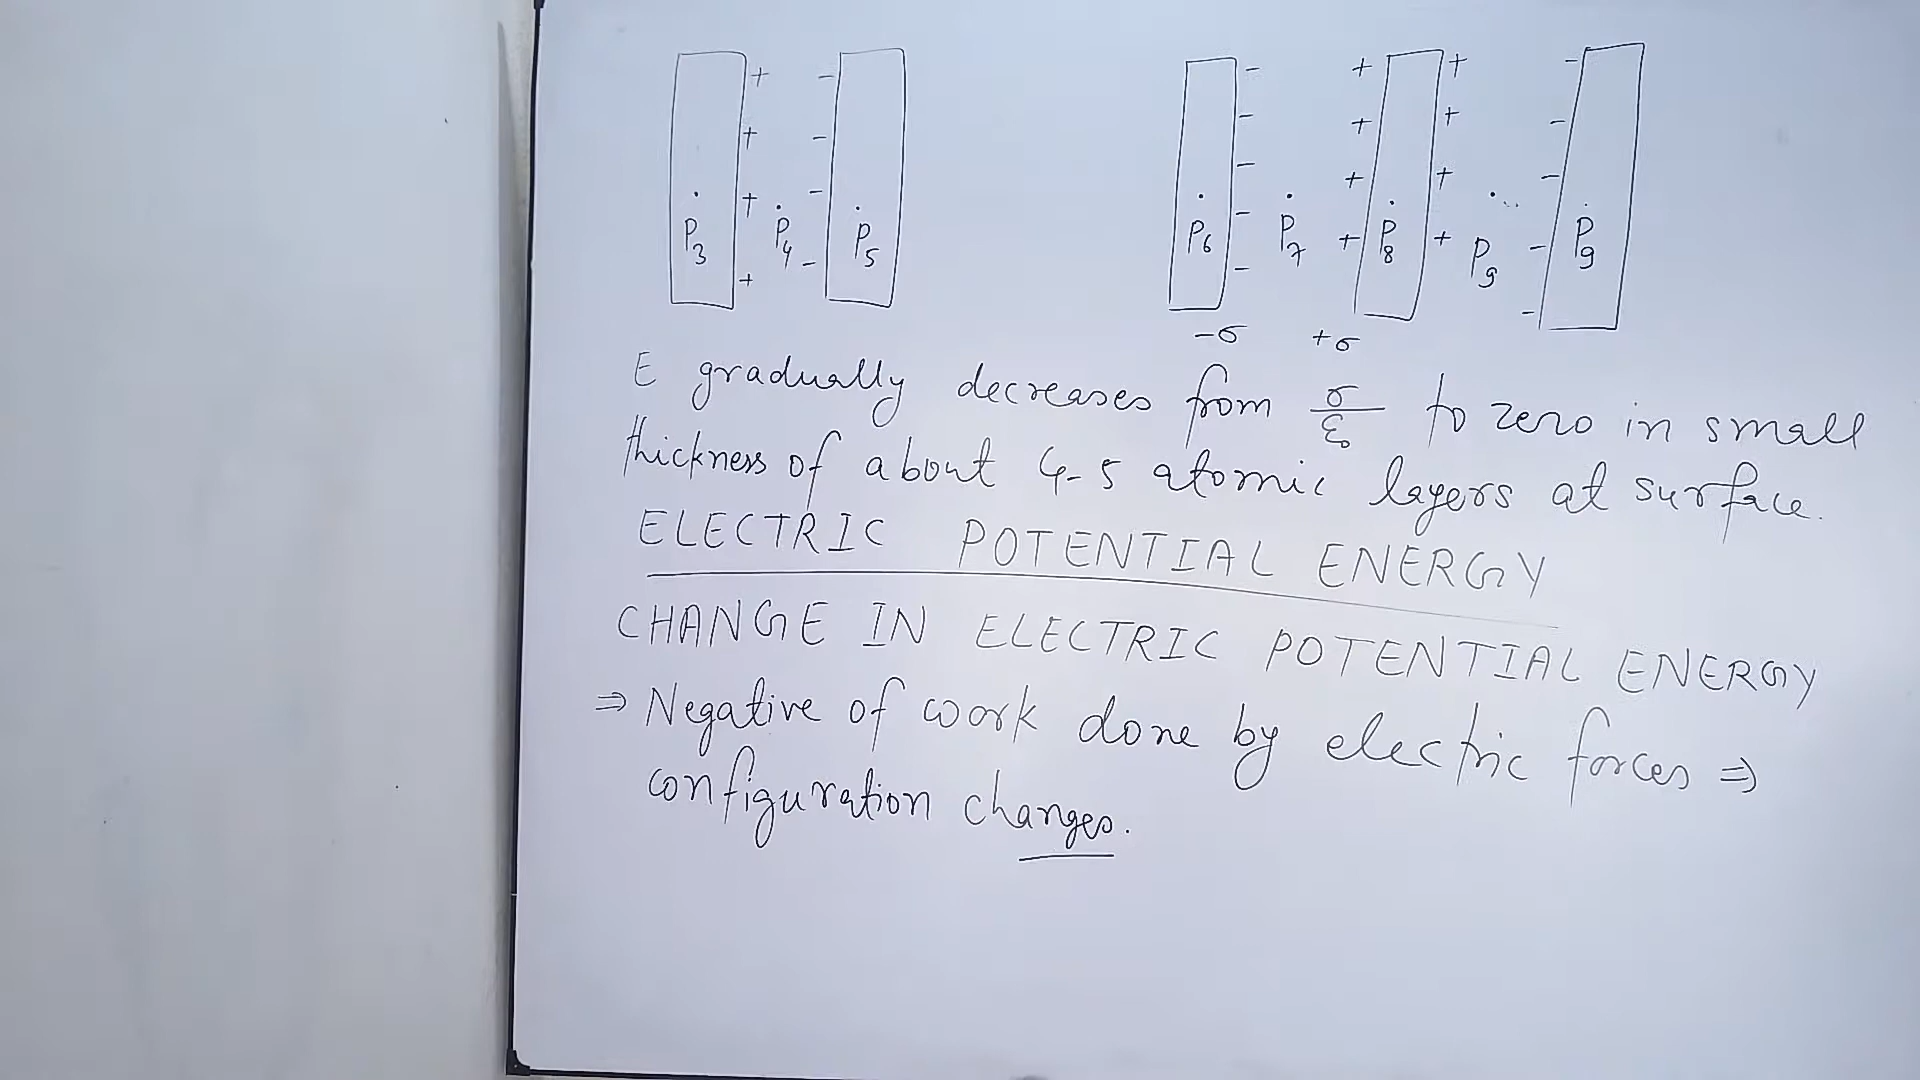 + - - + + -
+ - - + + -
+ - - + + -
P3 P4 P5 P6 P7 P8 P9 P9
+ - - + +
-σ +σ
E gradually decreases from σ/ε₀ to zero in small
thickness of about 4-5 atomic layers at surface.
ELECTRIC POTENTIAL ENERGY
CHANGE IN ELECTRIC POTENTIAL ENERGY
⇒ Negative of work done by electric forces ⇒
configuration changes.